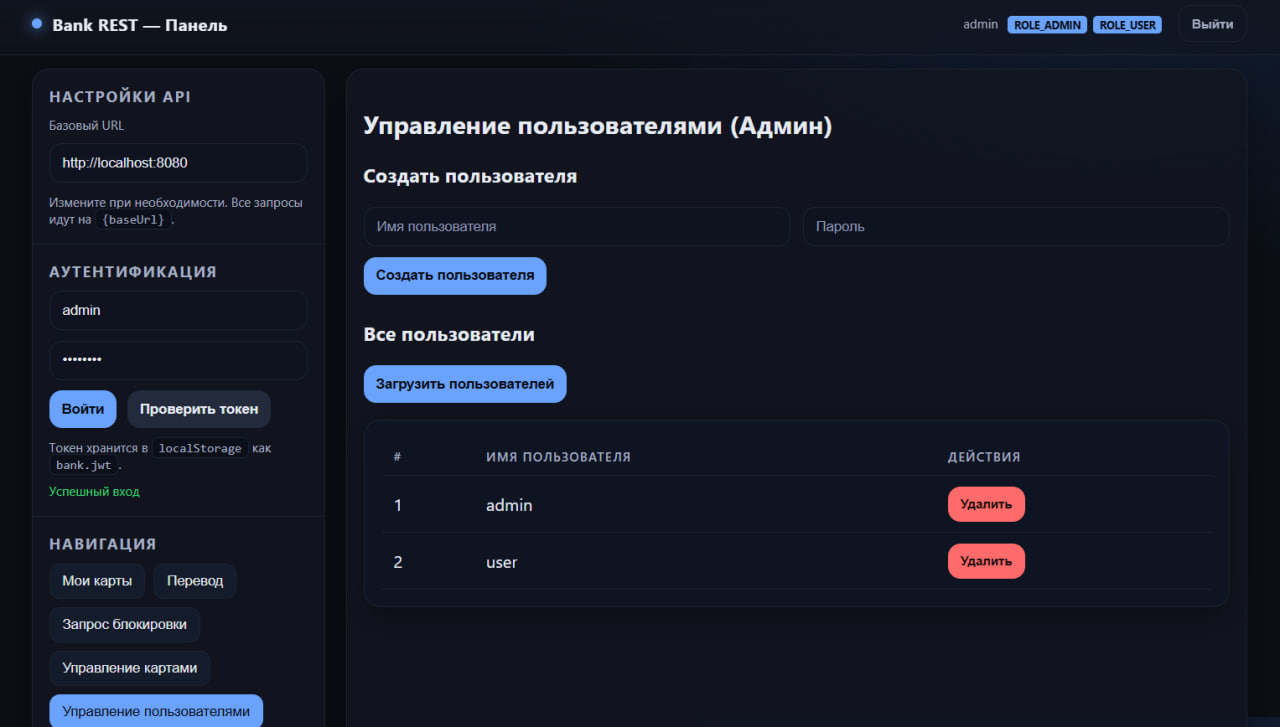 Bank REST — Панель
admin ROLE_ADMIN ROLE_USER Выйти
НАСТРОЙКИ API
Базовый URL
http://localhost:8080
Измените при необходимости. Все запросы
идут на {baseUrl} .
АУТЕНТИФИКАЦИЯ
admin
••••••••
Войти Проверить токен
Токен хранится в localStorage как
bank.jwt .
Успешный вход
НАВИГАЦИЯ
Мои карты Перевод
Запрос блокировки
Управление картами
Управление пользователями
Управление пользователями (Админ)
Создать пользователя
Имя пользователя Пароль
Создать пользователя
Все пользователи
Загрузить пользователей
# ИМЯ ПОЛЬЗОВАТЕЛЯ ДЕЙСТВИЯ
1 admin Удалить
2 user Удалить